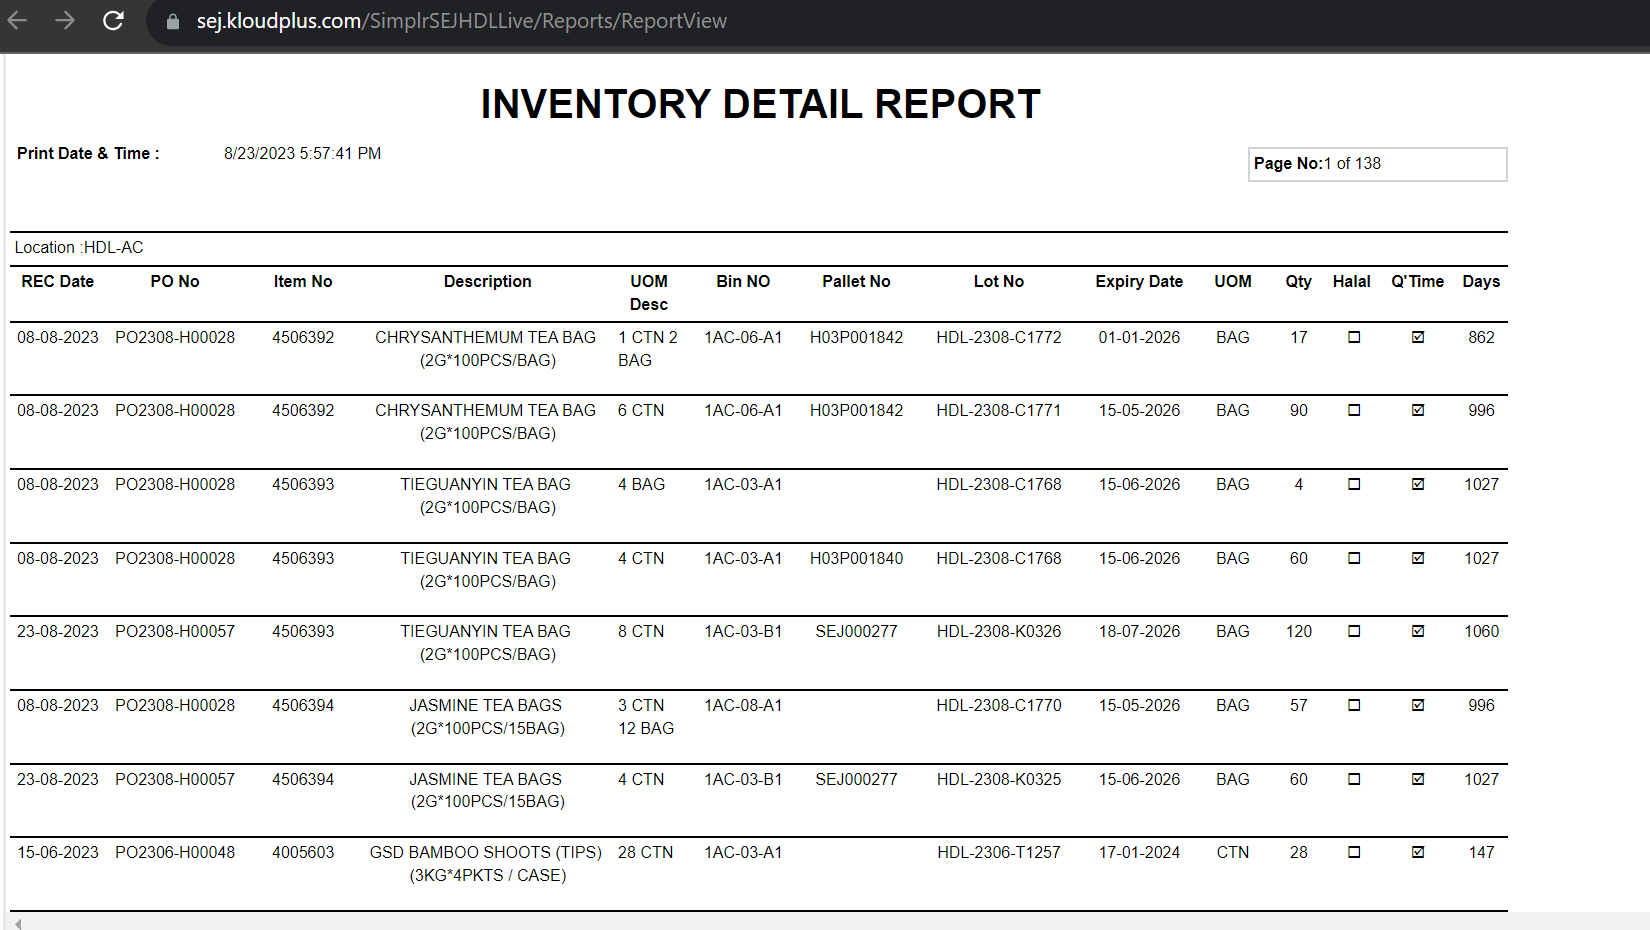 sej.kloudplus.com/SimplrSEJHDLLive/Reports/ReportView
INVENTORY DETAIL REPORT
Print Date & Time : 8/23/2023 5:57:41 PM
Page No:1 of 138
Location :HDL-AC
REC Date PO No Item No Description UOM Bin NO Pallet No Lot No Expiry Date UOM Qty Halal Q'Time Days
Desc
08-08-2023 PO2308-H00028 4506392 CHRYSANTHEMUM TEA BAG 1 CTN 2 1AC-06-A1 H03P001842 HDL-2308-C1772 01-01-2026 BAG 17 ☐ ☑ 862
(2G*100PCS/BAG) BAG
08-08-2023 PO2308-H00028 4506392 CHRYSANTHEMUM TEA BAG 6 CTN 1AC-06-A1 H03P001842 HDL-2308-C1771 15-05-2026 BAG 90 ☐ ☑ 996
(2G*100PCS/BAG)
08-08-2023 PO2308-H00028 4506393 TIEGUANYIN TEA BAG 4 BAG 1AC-03-A1 HDL-2308-C1768 15-06-2026 BAG 4 ☐ ☑ 1027
(2G*100PCS/BAG)
08-08-2023 PO2308-H00028 4506393 TIEGUANYIN TEA BAG 4 CTN 1AC-03-A1 H03P001840 HDL-2308-C1768 15-06-2026 BAG 60 ☐ ☑ 1027
(2G*100PCS/BAG)
23-08-2023 PO2308-H00057 4506393 TIEGUANYIN TEA BAG 8 CTN 1AC-03-B1 SEJ000277 HDL-2308-K0326 18-07-2026 BAG 120 ☐ ☑ 1060
(2G*100PCS/BAG)
08-08-2023 PO2308-H00028 4506394 JASMINE TEA BAGS 3 CTN 1AC-08-A1 HDL-2308-C1770 15-05-2026 BAG 57 ☐ ☑ 996
(2G*100PCS/15BAG) 12 BAG
23-08-2023 PO2308-H00057 4506394 JASMINE TEA BAGS 4 CTN 1AC-03-B1 SEJ000277 HDL-2308-K0325 15-06-2026 BAG 60 ☐ ☑ 1027
(2G*100PCS/15BAG)
15-06-2023 PO2306-H00048 4005603 GSD BAMBOO SHOOTS (TIPS) 28 CTN 1AC-03-A1 HDL-2306-T1257 17-01-2024 CTN 28 ☐ ☑ 147
(3KG*4PKTS / CASE)